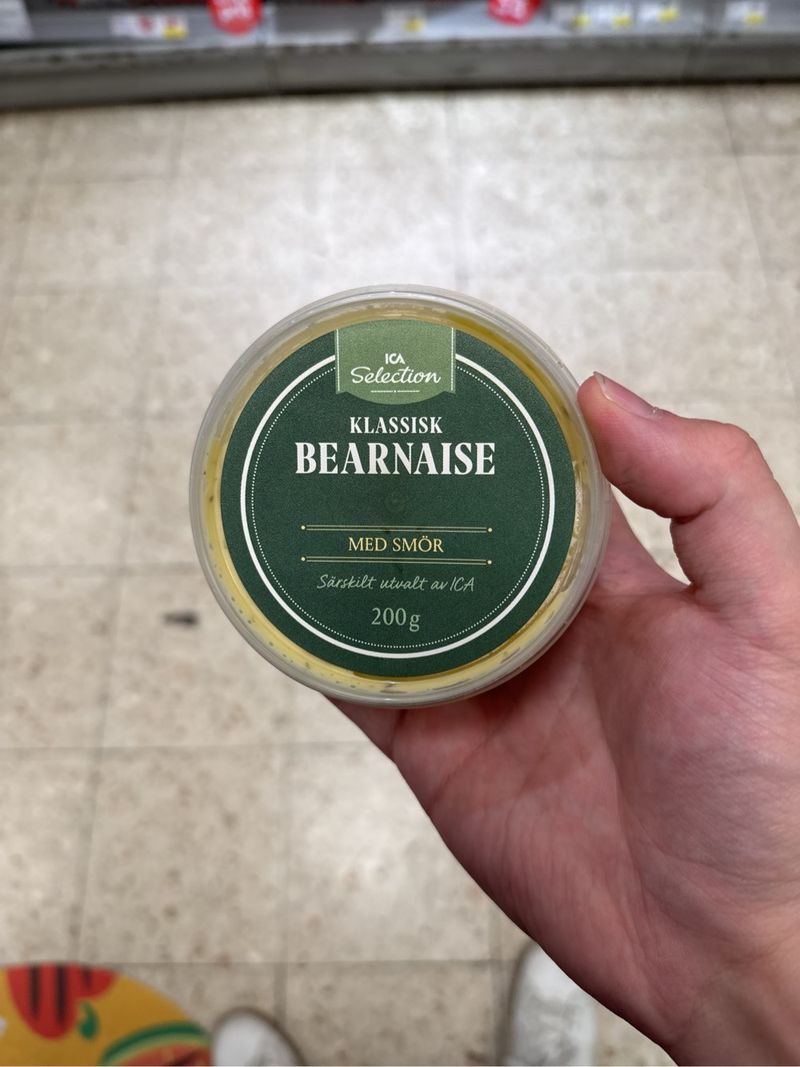 ICA
Selection
KLASSISK
BEARNAISE
MED SMÖR
Särskilt utvalt av ICA
200g